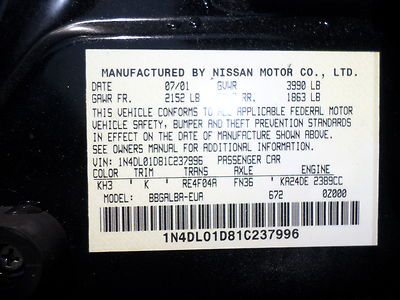 MANUFACTURED BY NISSAN MOTOR CO., LTD.
DATE 07/01 GVWR 3990 LB
GAWR FR. 2152 LB RR. 1863 LB
THIS VEHICLE CONFORMS TO ALL APPLICABLE FEDERAL MOTOR
VEHICLE SAFETY, BUMPER AND THEFT PREVENTION STANDARDS
IN EFFECT ON THE DATE OF MANUFACTURE SHOWN ABOVE.
SEE OWNERS MANUAL FOR ADDITIONAL INFORMATION.
VIN: 1N4DL01D81C237996 PASSENGER CAR
COLOR TRIM TRANS AXLE ENGINE
KH3 K RE4F04A FN36 KA24DE 2389CC
MODEL BBGALBA-EUA 672 0Z000
1N4DL01D81C237996